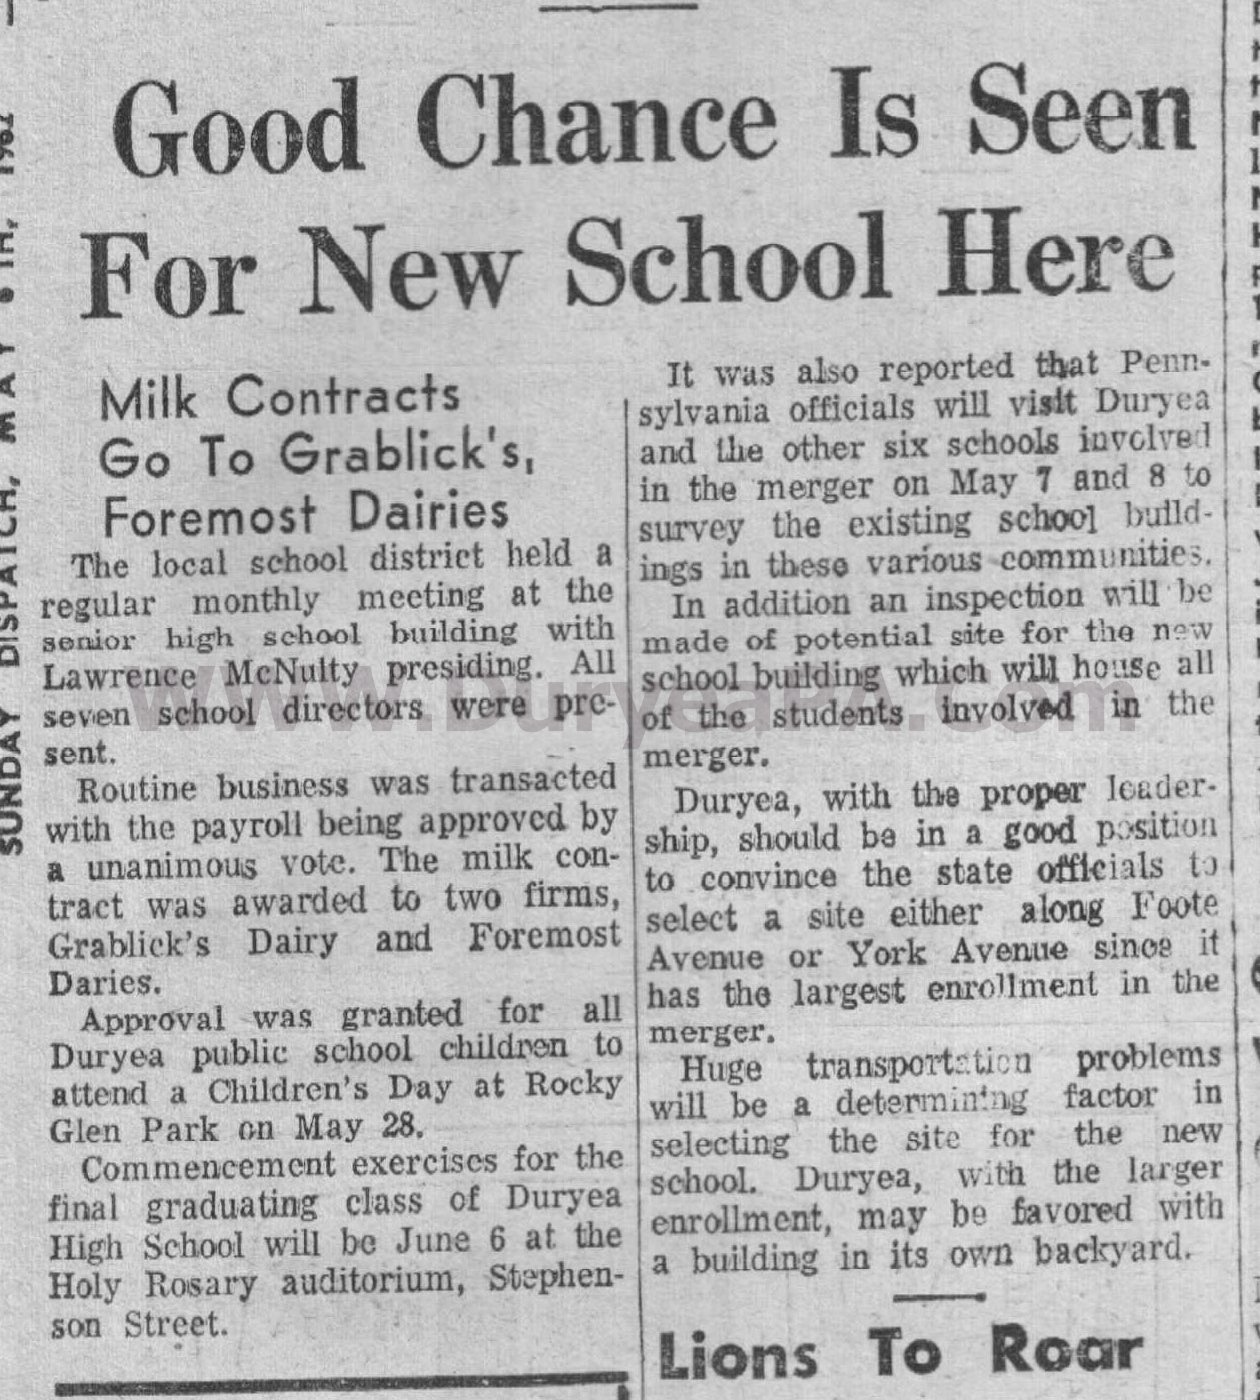 Good Chance Is Seen
For New School Here
Milk Contracts
Go To Grablick's,
Foremost Dairies
The local school district held a
regular monthly meeting at the
senior high school building with
Lawrence McNulty presiding. All
seven school directors were pre-
sent.
Routine business was transacted
with the payroll being approved by
a unanimous vote. The milk con-
tract was awarded to two firms,
Grablick's Dairy and Foremost
Daries.
Approval was granted for all
Duryea public school children to
attend a Children's Day at Rocky
Glen Park on May 28.
Commencement exercises for the
final graduating class of Duryea
High School will be June 6 at the
Holy Rosary auditorium, Stephen-
son Street.
It was also reported that Penn-
sylvania officials will visit Duryea
and the other six schools involved
in the merger on May 7 and 8 to
survey the existing school build-
ings in these various communities.
In addition an inspection will be
made of potential site for the new
school building which will house all
of the students involved in the
merger.
Duryea, with the proper leader-
ship, should be in a good position
to convince the state officials to
select a site either along Foote
Avenue or York Avenue since it
has the largest enrollment in the
merger.
Huge transportation problems
will be a determining factor in
selecting the site for the new
school. Duryea, with the larger
enrollment, may be favored with
a building in its own backyard.
Lions To Roar
SUNDAY DISPATCH, MAY TH, 1962
www.DuryeaPA.com